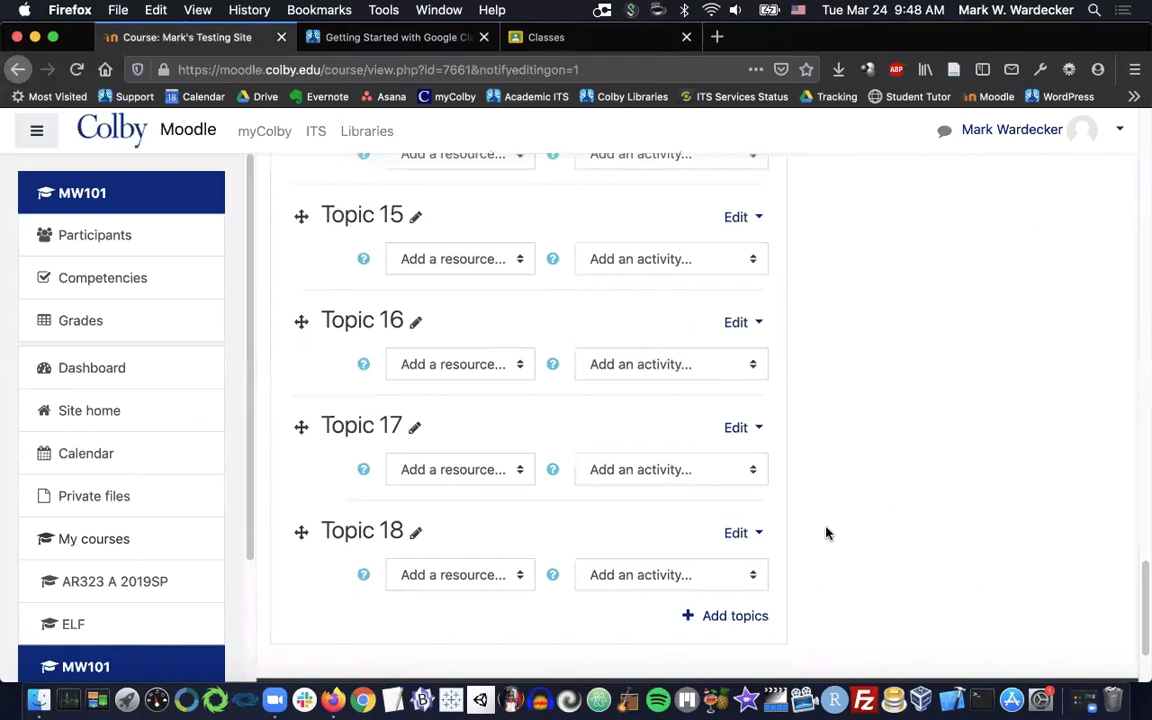 Firefox File Edit View History Bookmarks Tools Window Help Tue Mar 24 9:48 AM Mark W. Wardecker
Course: Mark's Testing Site Getting Started with Google Cl Classes
https://moodle.colby.edu/course/view.php?id=7661&notifyeditingon=1
Most Visited Support Calendar Drive Evernote Asana myColby Academic ITS Colby Libraries ITS Services Status Tracking Student Tutor Moodle WordPress
Colby Moodle myColby ITS Libraries Mark Wardecker
Add a resource... Add an activity...
MW101
Participants
Competencies
Grades
Dashboard
Site home
Calendar
Private files
My courses
AR323 A 2019SP
ELF
MW101
Topic 15 Edit
Add a resource... Add an activity...
Topic 16 Edit
Add a resource... Add an activity...
Topic 17 Edit
Add a resource... Add an activity...
Topic 18 Edit
Add a resource... Add an activity...
Add topics